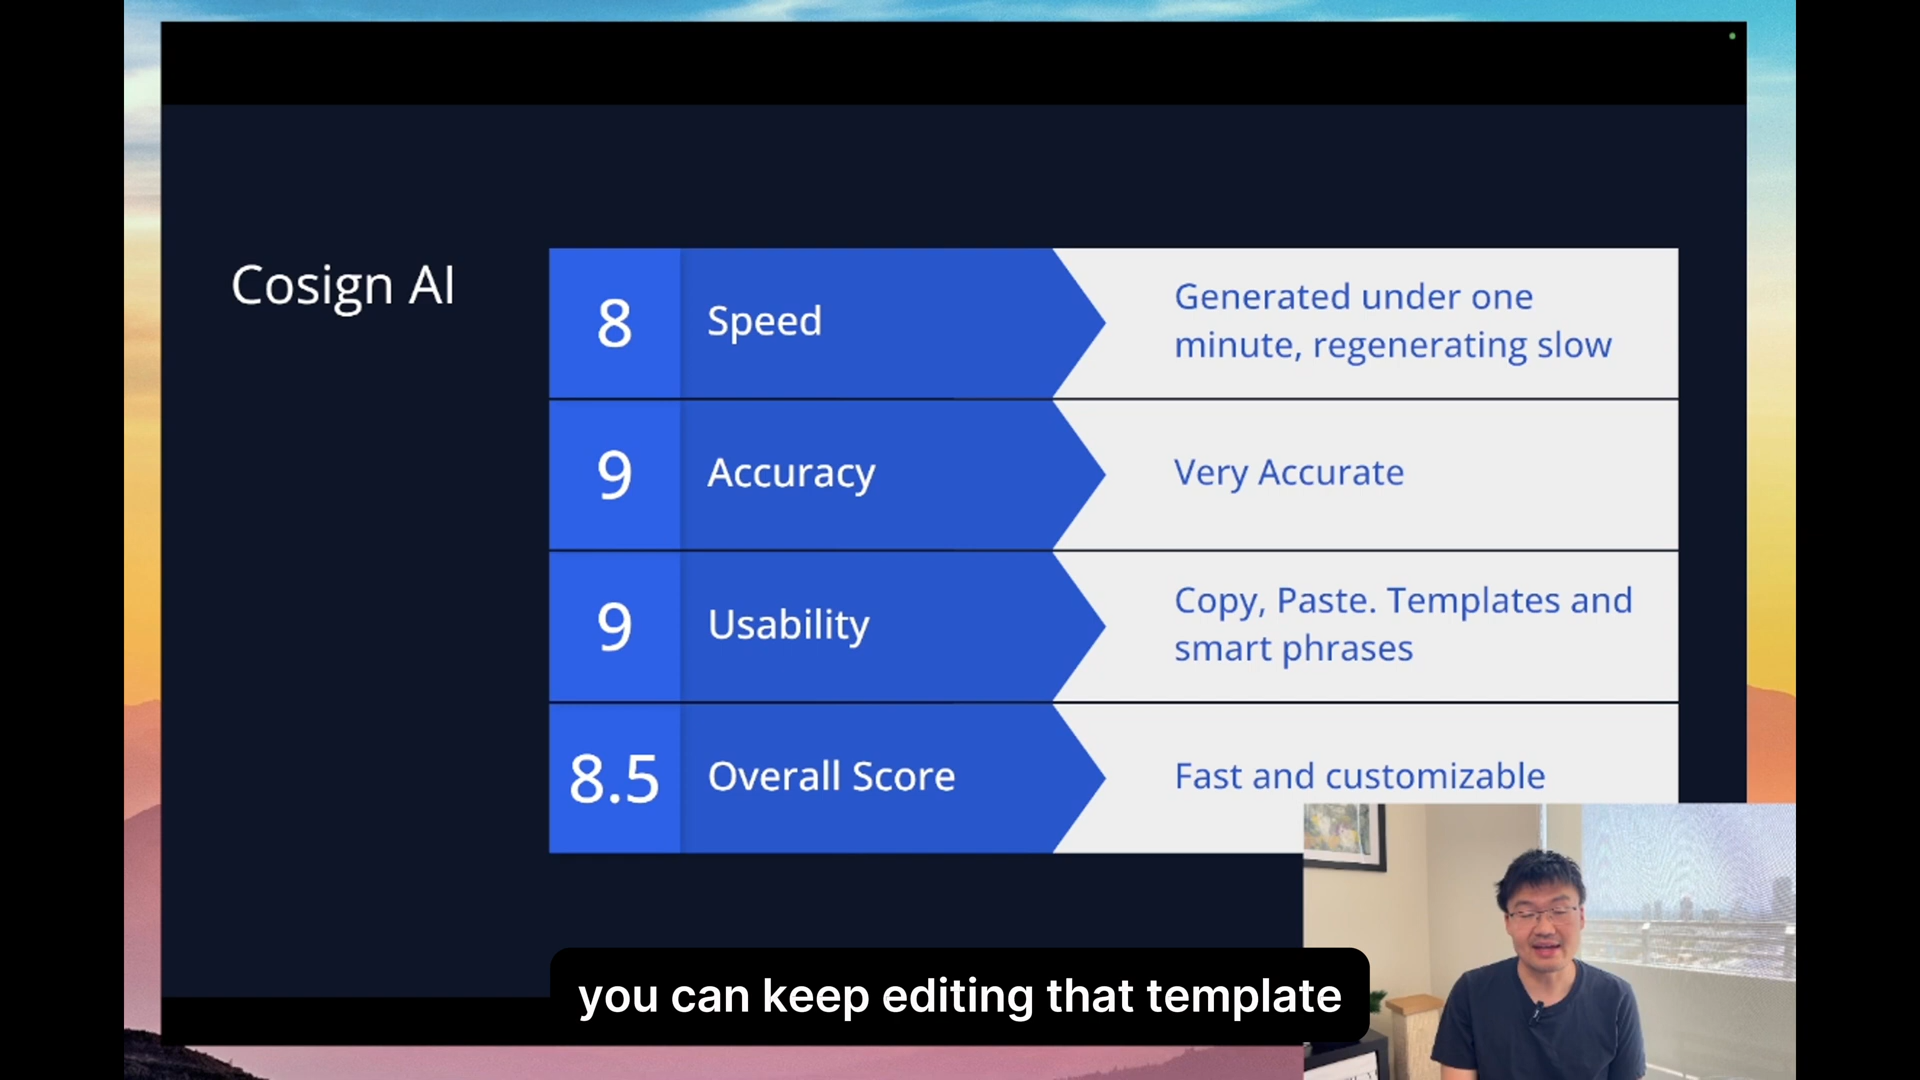 Cosign AI
8
Speed
Generated under one
minute, regenerating slow
9
Accuracy
Very Accurate
9
Usability
Copy, Paste. Templates and
smart phrases
8.5
Overall Score
Fast and customizable
you can keep editing that template